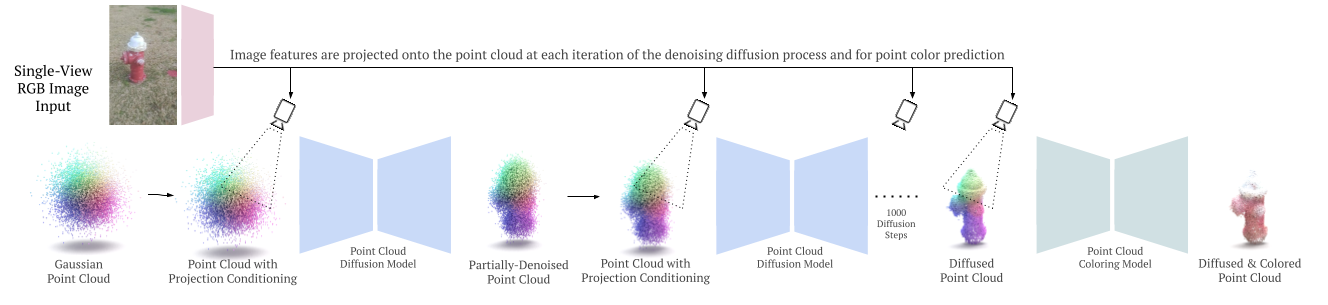 Image features are projected onto the point cloud at each iteration of the denoising diffusion process and for point color prediction
Single-View
RGB Image
Input
Gaussian
Point Cloud
Point Cloud with
Projection Conditioning
Point Cloud
Diffusion Model
Partially-Denoised
Point Cloud
Point Cloud with
Projection Conditioning
Point Cloud
Diffusion Model
1000
Diffusion
Steps
Diffused
Point Cloud
Point Cloud
Coloring Model
Diffused & Colored
Point Cloud